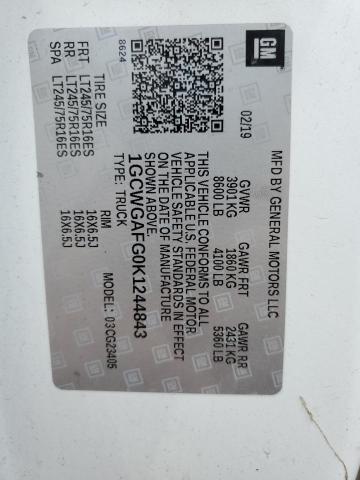 GM
MFD BY GENERAL MOTORS LLC
02/19
GVWR GAWR FRT GAWR RR
3901 KG 1860 KG 2431 KG
8600 LB 4100 LB 5360 LB
THIS VEHICLE CONFORMS TO ALL
APPLICABLE U.S. FEDERAL MOTOR
VEHICLE SAFETY STANDARDS IN EFFECT
ON THE DATE OF MANUFACTURE
SHOWN ABOVE.
1GCWGAFG0K1244843
TYPE: TRUCK
MODEL: 03CG23405
8624
TIRE SIZE RIM
FRT LT245/75R16ES 16X6.5J
RR LT245/75R16ES 16X6.5J
SPA LT245/75R16ES 16X6.5J